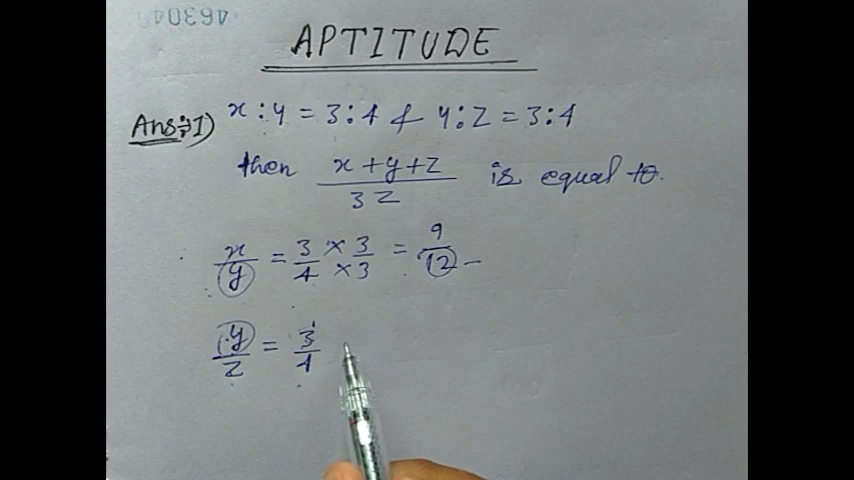 463049
APTITUDE
Ans:-1) x : y = 3 : 4 & y : z = 3 : 4
then x + y + z / 3z is equal to.
x/y = 3/4 × 3/3 = 9/12
y/z = 3/4